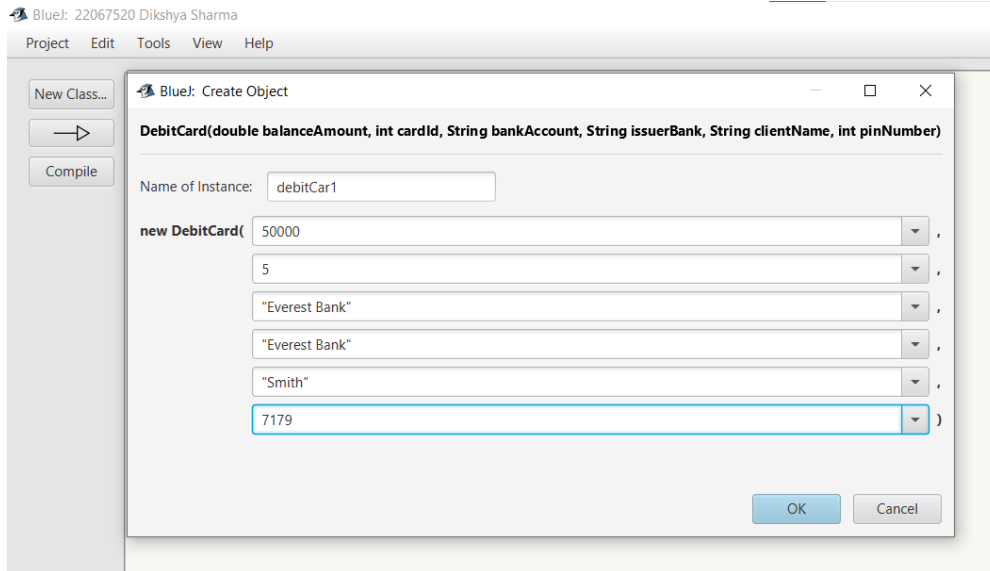 BlueJ: 22067520 Dikshya Sharma
Project Edit Tools View Help
New Class...
Compile
BlueJ: Create Object
DebitCard(double balanceAmount, int cardId, String bankAccount, String issuerBank, String clientName, int pinNumber)
Name of Instance: debitCar1
new DebitCard( 50000 ,
5 ,
"Everest Bank" ,
"Everest Bank" ,
"Smith" ,
7179 )
OK Cancel